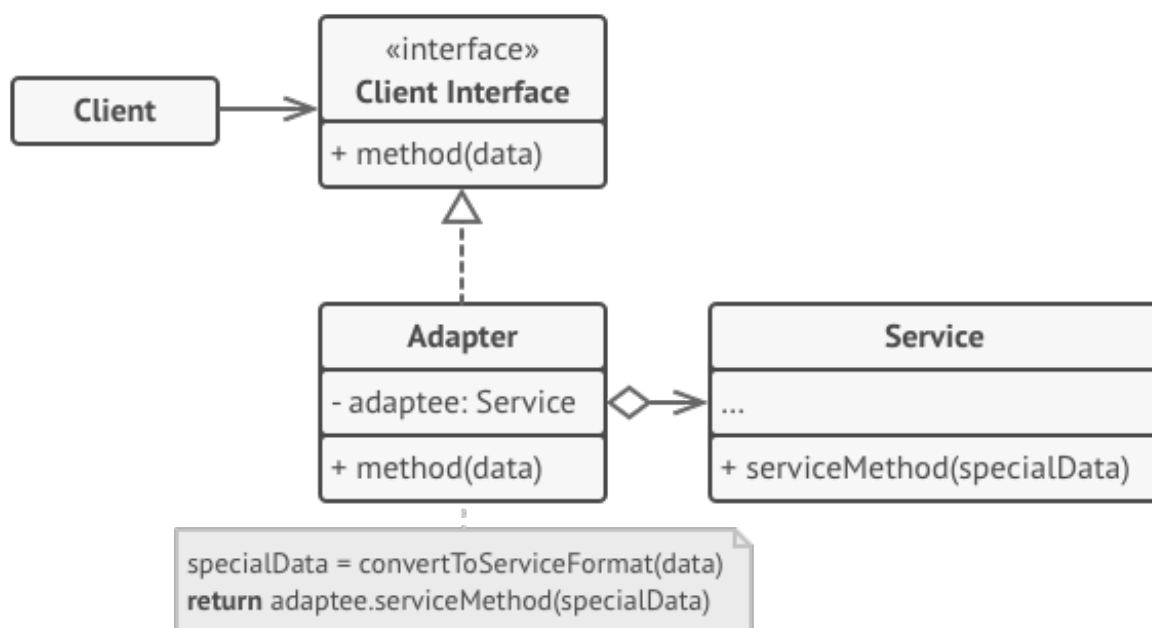 Client
«interface»
Client Interface
+ method(data)
Adapter
- adaptee: Service
+ method(data)
Service
...
+ serviceMethod(specialData)
specialData = convertToServiceFormat(data)
return adaptee.serviceMethod(specialData)